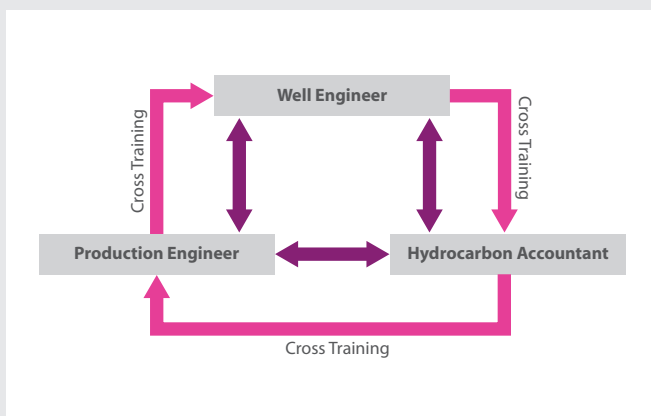 Well Engineer
Cross Training
Cross Training
Production Engineer
Hydrocarbon Accountant
Cross Training